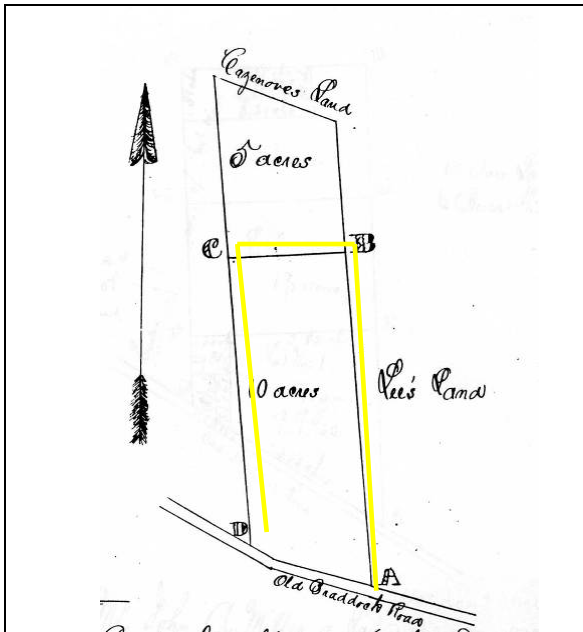 Cazenoves Land
5 acres
C
B
0 acres
Lee's Land
D
A
Old Braddock Road